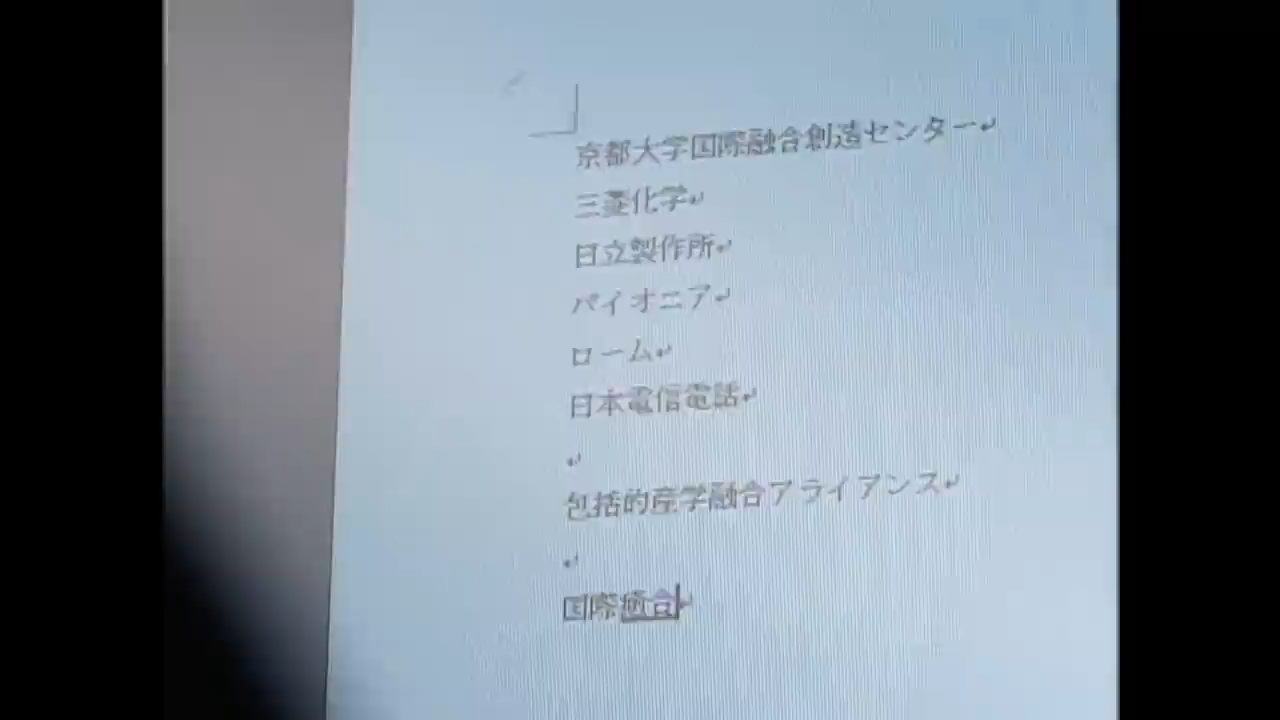 京都大学国際融合創造センター
三菱化学
日立製作所
パイオニア
ローム
日本電信電話
包括的産学融合アライアンス
国際癒合